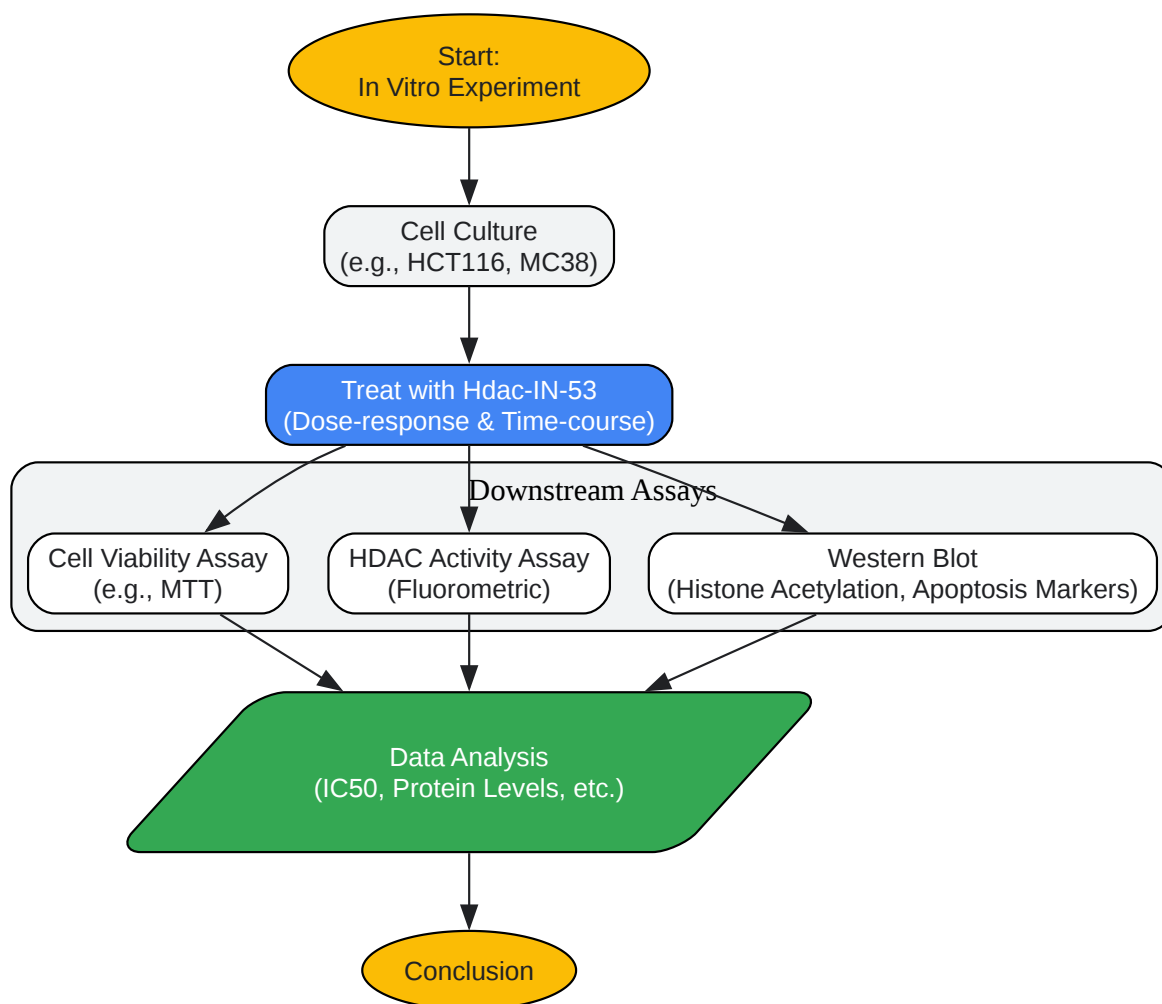 Start:
In Vitro Experiment
Cell Culture
(e.g., HCT116, MC38)
Treat with Hdac-IN-53
(Dose-response & Time-course)
Downstream Assays
Cell Viability Assay
(e.g., MTT)
HDAC Activity Assay
(Fluorometric)
Western Blot
(Histone Acetylation, Apoptosis Markers)
Data Analysis
(IC50, Protein Levels, etc.)
Conclusion